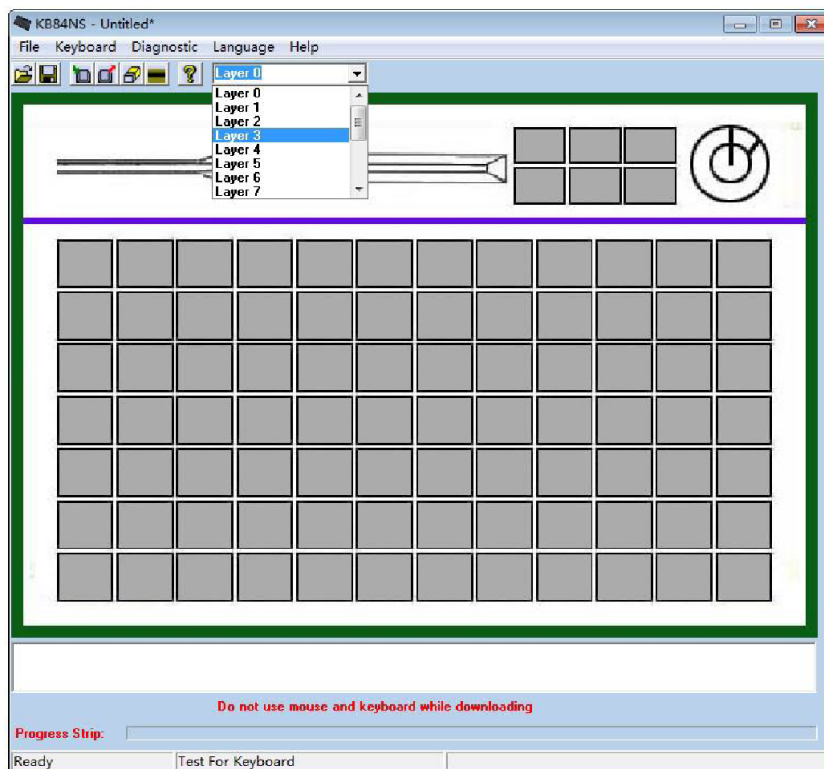 KB84NS - Untitled*
File Keyboard Diagnostic Language Help
Layer 0
Layer 0
Layer 1
Layer 2
Layer 3
Layer 4
Layer 5
Layer 6
Layer 7
Do not use mouse and keyboard while downloading
Progress Strip:
Ready Test For Keyboard